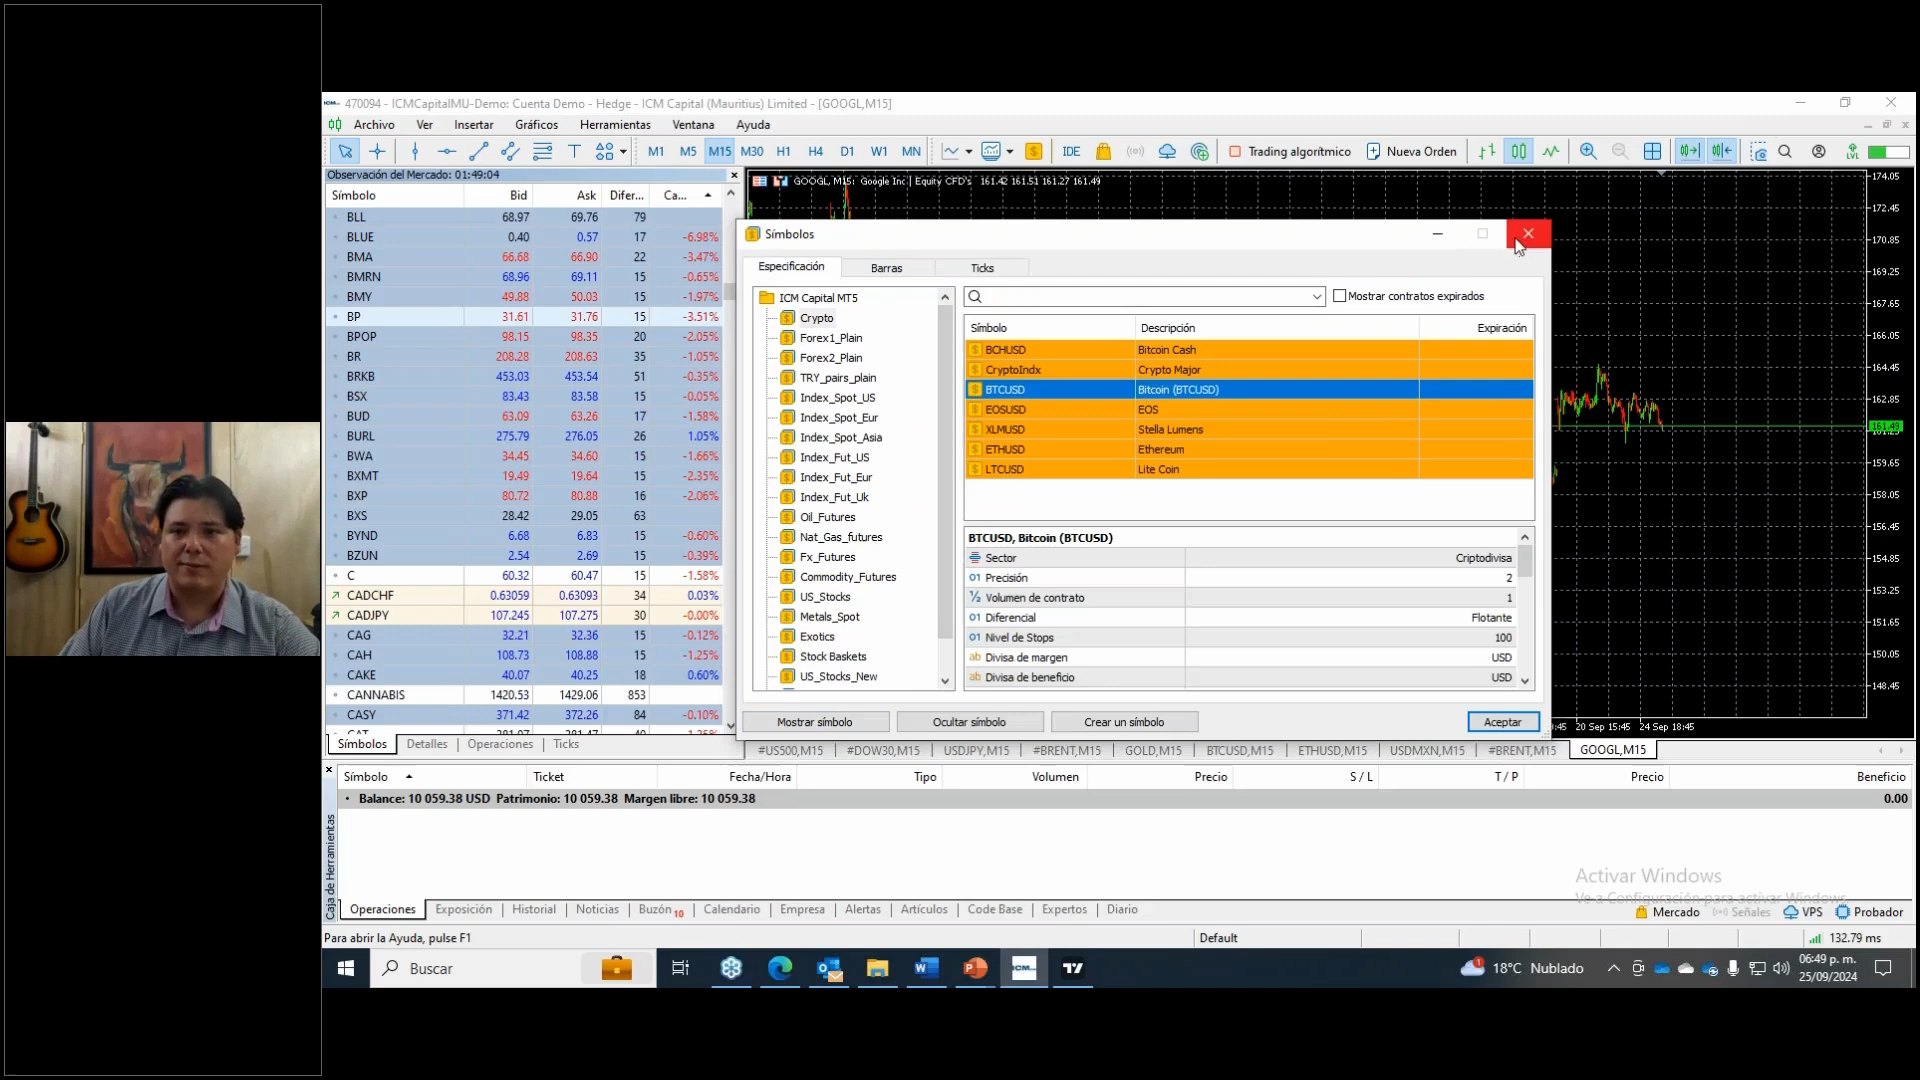 470094 - ICMCapitalMU-Demo: Cuenta Demo - Hedge - ICM Capital (Mauritius) Limited - [GOOGL,M15]
Archivo Ver Insertar Gráficos Herramientas Ventana Ayuda
M1 M5 M15 M30 H1 H4 D1 W1 MN IDE Trading algorítmico Nueva Orden
Observación del Mercado: 01:49:04
Símbolo Bid Ask Difer... Ca...
BLL 68.97 69.76 79
BLUE 0.40 0.57 17 -6.98%
BMA 66.68 66.90 22 -3.47%
BMRN 68.96 69.11 15 -0.65%
BMY 49.88 50.03 15 -1.97%
BP 31.61 31.76 15 -3.51%
BPOP 98.15 98.35 20 -2.05%
BR 208.28 208.63 35 -1.05%
BRKB 453.03 453.54 51 -0.35%
BSX 83.43 83.58 15 -0.05%
BUD 63.09 63.26 17 -1.58%
BURL 275.79 276.05 26 1.05%
BWA 34.45 34.60 15 -1.66%
BXMT 19.49 19.64 15 -2.35%
BXP 80.72 80.88 16 -2.06%
BXS 28.42 29.05 63
BYND 6.68 6.83 15 -0.60%
BZUN 2.54 2.69 15 -0.39%
C 60.32 60.47 15 -1.58%
CADCHF 0.63059 0.63093 34 0.03%
CADJPY 107.245 107.275 30 -0.00%
CAG 32.21 32.36 15 -0.12%
CAH 108.73 108.88 15 -1.25%
CAKE 40.07 40.25 18 0.60%
CANNABIS 1420.53 1429.06 853
CASY 371.42 372.26 84 -0.10%
Símbolos Detalles Operaciones Ticks
GOOGL, M15: Google Inc | Equity CFD's 161.42 161.51 161.27 161.49
Símbolos
Especificación Barras Ticks
ICM Capital MT5
Crypto
Forex1_Plain
Forex2_Plain
TRY_pairs_plain
Index_Spot_US
Index_Spot_Eur
Index_Spot_Asia
Index_Fut_US
Index_Fut_Eur
Index_Fut_Uk
Oil_Futures
Nat_Gas_futures
Fx_Futures
Commodity_Futures
US_Stocks
Metals_Spot
Exotics
Stock Baskets
US_Stocks_New
Mostrar contratos expirados
Símbolo Descripción Expiración
BCHUSD Bitcoin Cash
CryptoIndx Crypto Major
BTCUSD Bitcoin (BTCUSD)
EOSUSD EOS
XLMUSD Stella Lumens
ETHUSD Ethereum
LTCUSD Lite Coin
BTCUSD, Bitcoin (BTCUSD)
Sector Criptodivisa
01 Precisión 2
½ Volumen de contrato 1
01 Diferencial Flotante
01 Nivel de Stops 100
ab Divisa de margen USD
ab Divisa de beneficio USD
Mostrar símbolo Ocultar símbolo Crear un símbolo Aceptar
174.05
172.45
170.85
169.25
167.65
166.05
164.45
162.85
161.49
159.65
158.05
156.45
154.85
153.25
151.65
150.05
148.45
:45 20 Sep 15:45 24 Sep 18:45
#US500,M15 #DOW30,M15 USDJPY,M15 #BRENT,M15 GOLD,M15 BTCUSD,M15 ETHUSD,M15 USDMXN,M15 #BRENT,M15 GOOGL,M15
Símbolo Ticket Fecha/Hora Tipo Volumen Precio S / L T / P Precio Beneficio
Balance: 10 059.38 USD Patrimonio: 10 059.38 Margen libre: 10 059.38 0.00
Caja de Herramientas
Activar Windows
Ve a Configuración para activar Windows.
Operaciones Exposición Historial Noticias Buzón 10 Calendario Empresa Alertas Artículos Code Base Expertos Diario
Mercado Señales VPS Probador
Para abrir la Ayuda, pulse F1 Default 132.79 ms
Buscar ICM 18°C Nublado 06:49 p. m.
25/09/2024